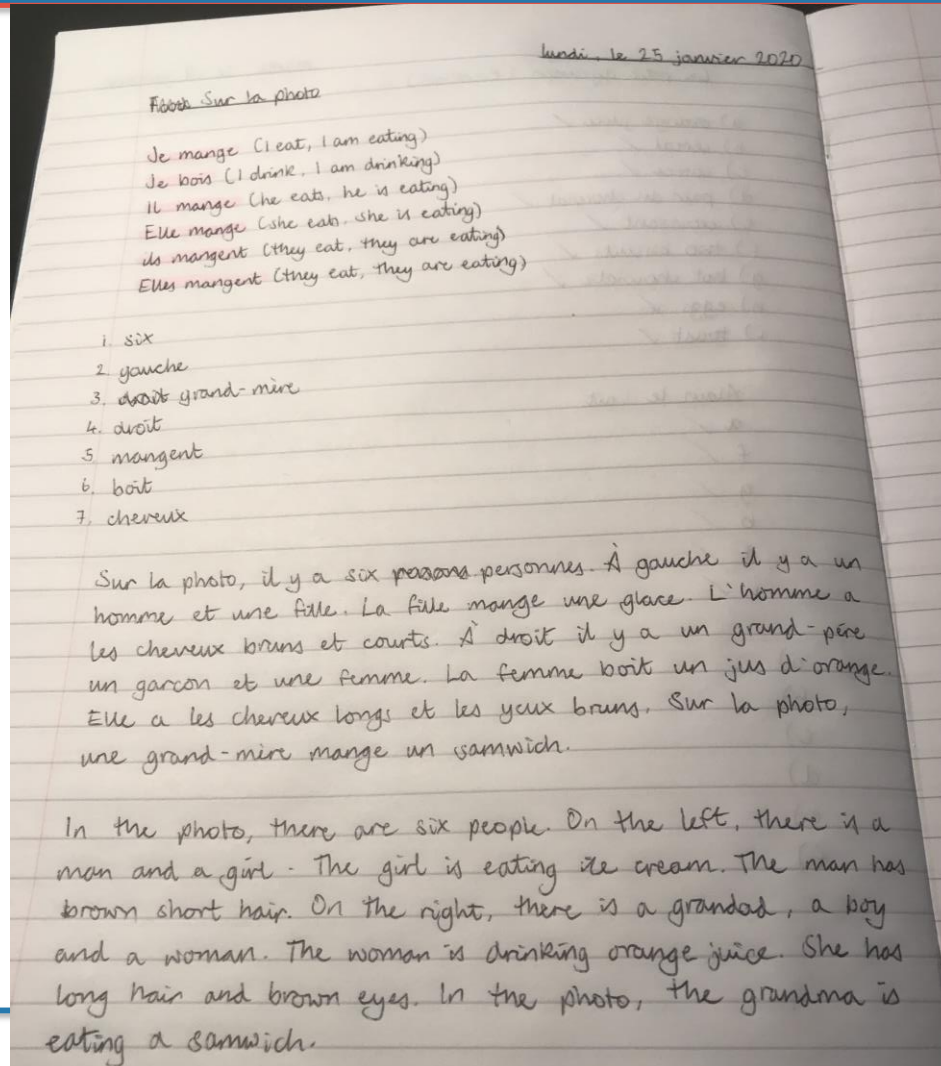 lundi, le 25 janvier 2020
Sur la photo
Je mange (I eat, I am eating)
Je bois (I drink, I am drinking)
Il mange (he eats, he is eating)
Elle mange (she eats, she is eating)
ils mangent (they eat, they are eating)
Elles mangent (they eat, they are eating)
1. six
2. gauche
3. droit grand-mère
4. droit
5. mangent
6. boit
7. cheveux
Sur la photo, il y a six personnes. À gauche il y a un
homme et une fille. La fille mange une glace. L'homme a
les cheveux bruns et courts. À droit il y a un grand-père
un garcon et une femme. La femme boit un jus d'orange.
Elle a les cheveux longs et les yeux bruns. Sur la photo,
une grand-mère mange un samwich.
In the photo, there are six people. On the left, there is a
man and a girl. The girl is eating ice cream. The man has
brown short hair. On the right, there is a grandad, a boy
and a woman. The woman is drinking orange juice. She has
long hair and brown eyes. In the photo, the grandma is
eating a samwich.